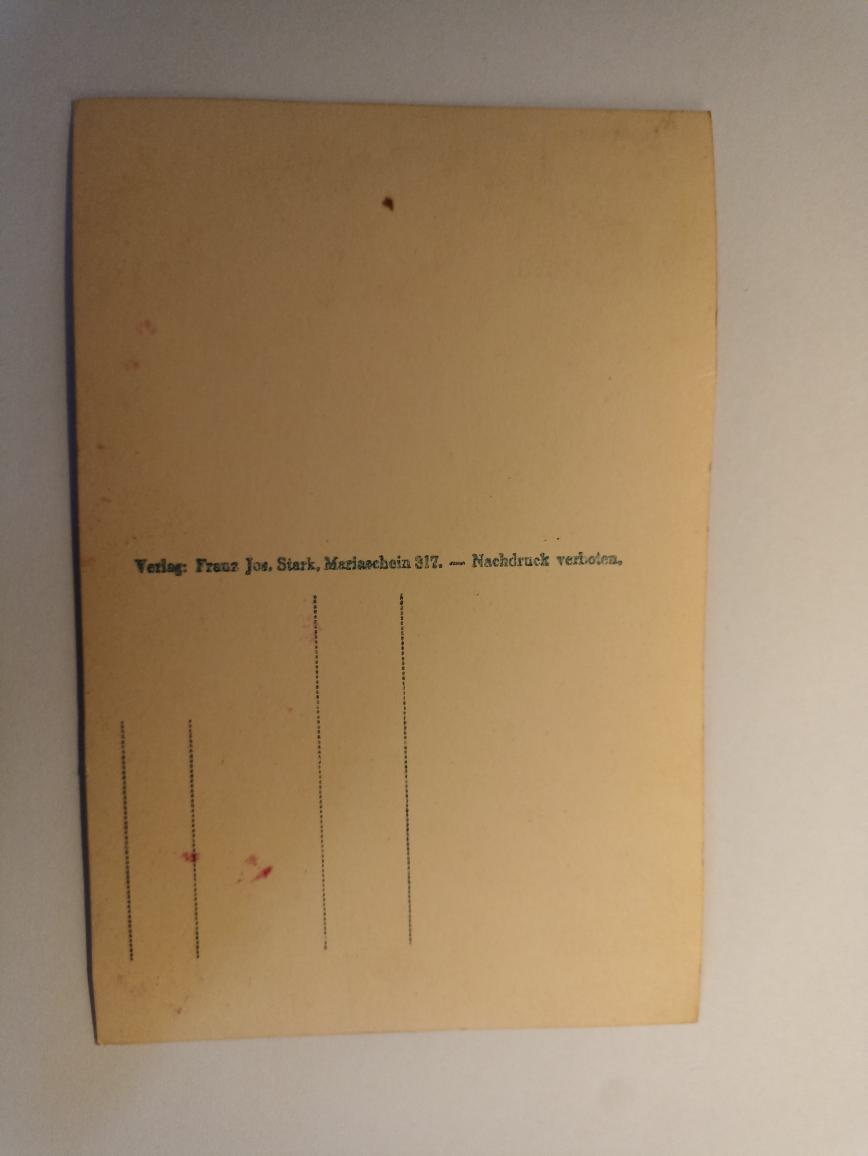 Verlag: Franz Jos. Stark, Mariaschein 317. — Nachdruck verboten.